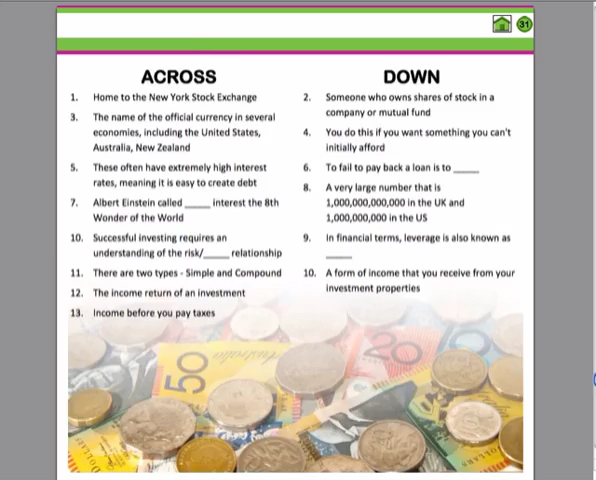 31
ACROSS
1. Home to the New York Stock Exchange
3. The name of the official currency in several
economies, including the United States,
Australia, New Zealand
5. These often have extremely high interest
rates, meaning it is easy to create debt
7. Albert Einstein called _____ interest the 8th
Wonder of the World
10. Successful investing requires an
understanding of the risk/_____ relationship
11. There are two types - Simple and Compound
12. The income return of an investment
13. Income before you pay taxes
DOWN
2. Someone who owns shares of stock in a
company or mutual fund
4. You do this if you want something you can't
initially afford
6. To fail to pay back a loan is to _____
8. A very large number that is
1,000,000,000,000 in the UK and
1,000,000,000 in the US
9. In financial terms, leverage is also known as
_____
10. A form of income that you receive from your
investment properties
50
Australia
20
DOLLARS